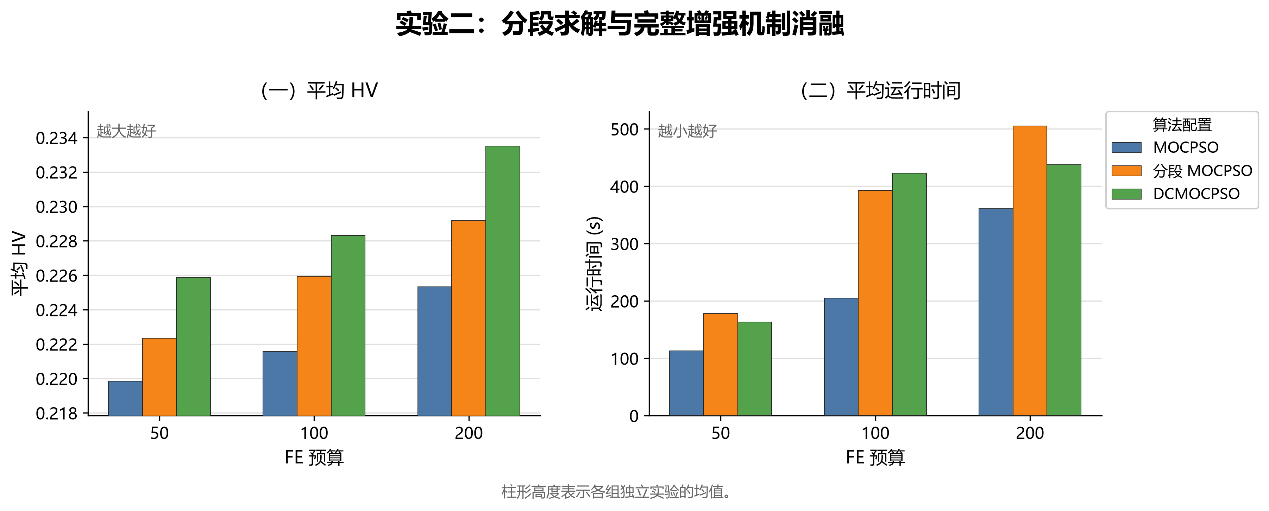 实验二：分段求解与完整增强机制消融
（一）平均 HV
越大越好
平均 HV
0.234
0.232
0.230
0.228
0.226
0.224
0.222
0.220
0.218
50
100
200
FE 预算
（二）平均运行时间
越小越好
运行时间 (s)
500
400
300
200
100
0
50
100
200
FE 预算
算法配置
MOCPSO
分段 MOCPSO
DCMOCPSO
柱形高度表示各组独立实验的均值。